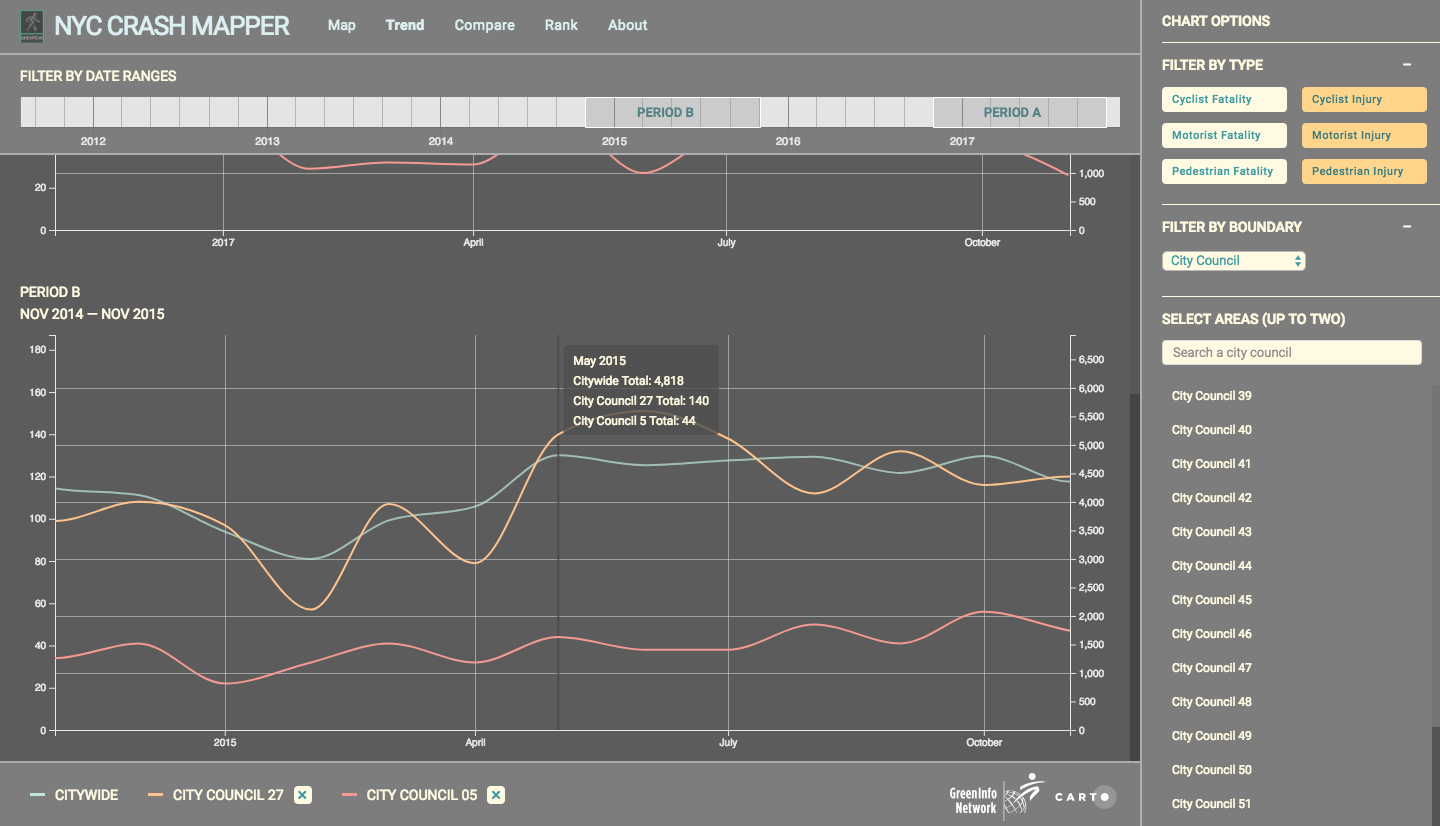 NYC CRASH MAPPER
Map Trend Compare Rank About
FILTER BY DATE RANGES
PERIOD B PERIOD A
2012 2013 2014 2015 2016 2017
20
0
1,000
500
0
2017 April July October
PERIOD B
NOV 2014 — NOV 2015
180
160
140
120
100
80
60
40
20
0
May 2015
Citywide Total: 4,818
City Council 27 Total: 140
City Council 5 Total: 44
6,500
6,000
5,500
5,000
4,500
4,000
3,500
3,000
2,500
2,000
1,500
1,000
500
0
2015 April July October
CITYWIDE CITY COUNCIL 27 CITY COUNCIL 05
GreenInfo
Network
CARTO
CHART OPTIONS
FILTER BY TYPE
Cyclist Fatality Cyclist Injury
Motorist Fatality Motorist Injury
Pedestrian Fatality Pedestrian Injury
FILTER BY BOUNDARY
City Council
SELECT AREAS (UP TO TWO)
Search a city council
City Council 39
City Council 40
City Council 41
City Council 42
City Council 43
City Council 44
City Council 45
City Council 46
City Council 47
City Council 48
City Council 49
City Council 50
City Council 51